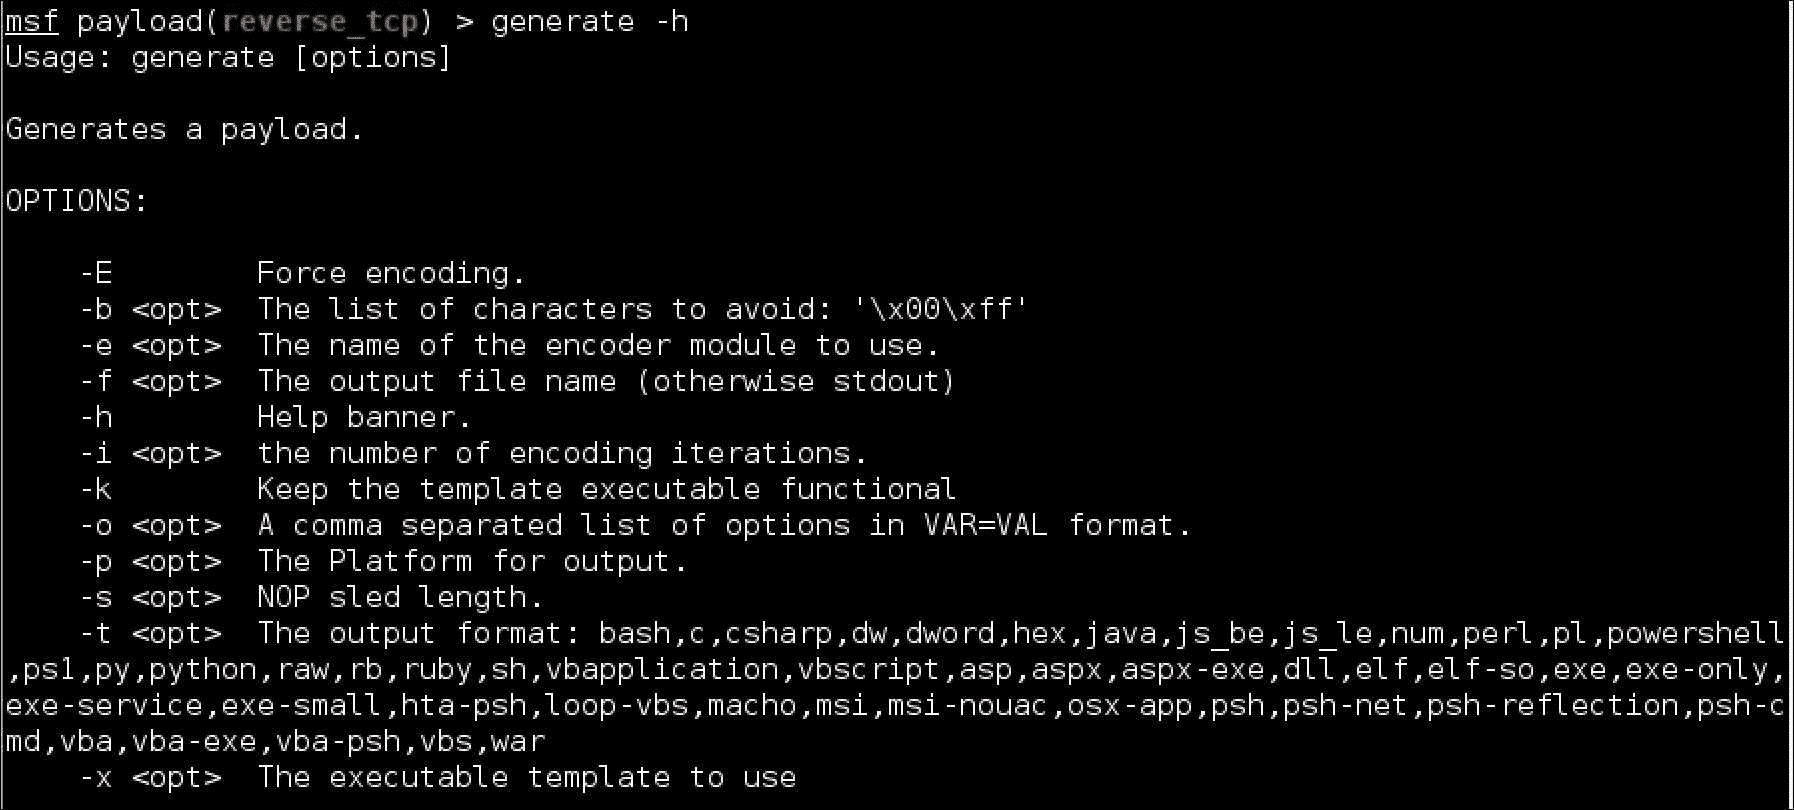 msf payload(reverse_tcp) > generate -h
Usage: generate [options]

Generates a payload.

OPTIONS:

    -E        Force encoding.
    -b <opt>  The list of characters to avoid: '\x00\xff'
    -e <opt>  The name of the encoder module to use.
    -f <opt>  The output file name (otherwise stdout)
    -h        Help banner.
    -i <opt>  the number of encoding iterations.
    -k        Keep the template executable functional
    -o <opt>  A comma separated list of options in VAR=VAL format.
    -p <opt>  The Platform for output.
    -s <opt>  NOP sled length.
    -t <opt>  The output format: bash,c,csharp,dw,dword,hex,java,js_be,js_le,num,perl,pl,powershell
,ps1,py,python,raw,rb,ruby,sh,vbapplication,vbscript,asp,aspx,aspx-exe,dll,elf,elf-so,exe,exe-only,
exe-service,exe-small,hta-psh,loop-vbs,macho,msi,msi-nouac,osx-app,psh,psh-net,psh-reflection,psh-c
md,vba,vba-exe,vba-psh,vbs,war
    -x <opt>  The executable template to use